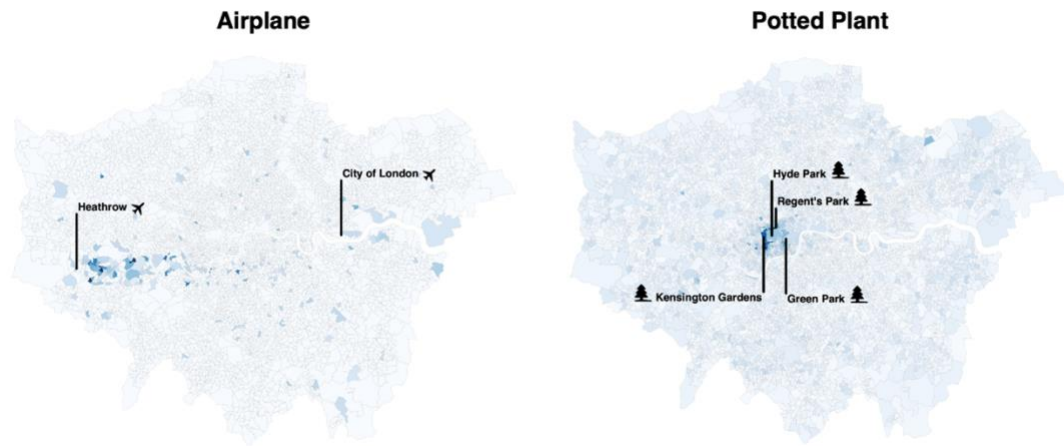 Airplane
Potted Plant
City of London
Heathrow
Hyde Park
Regent's Park
Kensington Gardens
Green Park